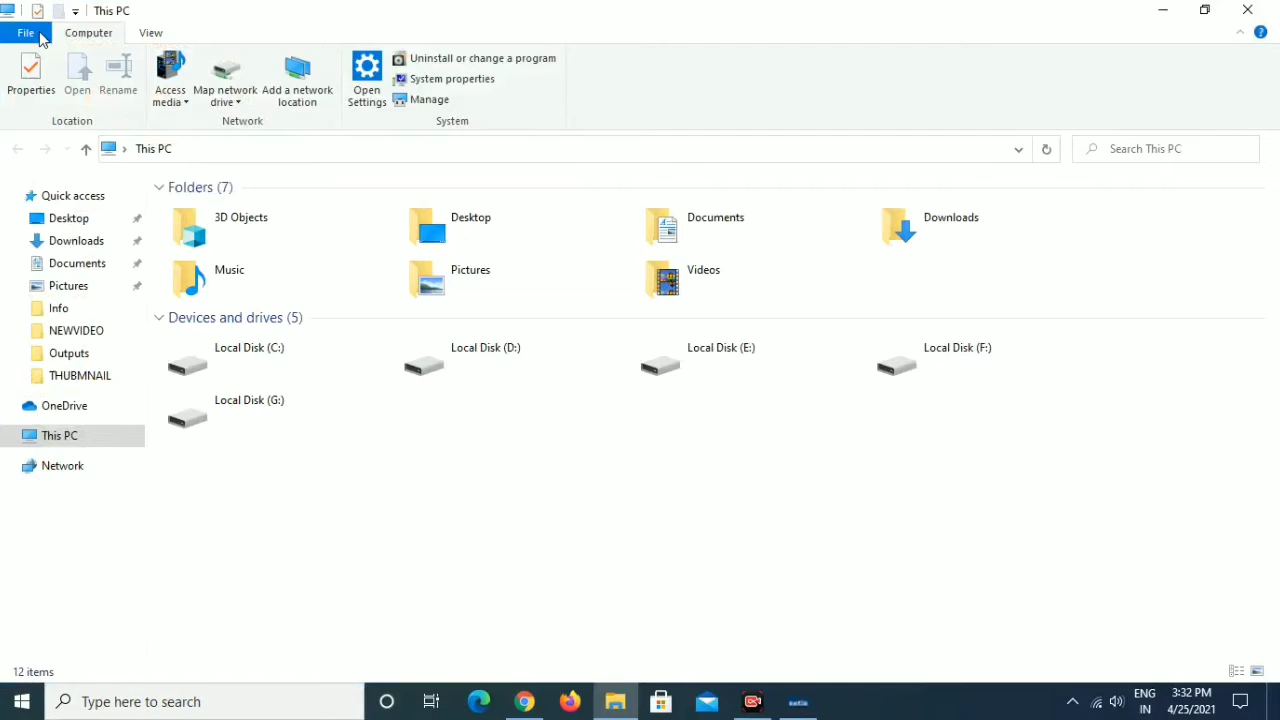 This PC
File Computer View
Properties Open Rename Access media Map network drive Add a network location Open Settings Uninstall or change a program
System properties
Manage
Location Network System
This PC
Search This PC
Quick access
Desktop
Downloads
Documents
Pictures
Info
NEWVIDEO
Outputs
THUBMNAIL
OneDrive
This PC
Network
Folders (7)
3D Objects Desktop Documents Downloads
Music Pictures Videos
Devices and drives (5)
Local Disk (C:) Local Disk (D:) Local Disk (E:) Local Disk (F:)
Local Disk (G:)
12 items
Type here to search
ENG
IN
3:32 PM
4/25/2021